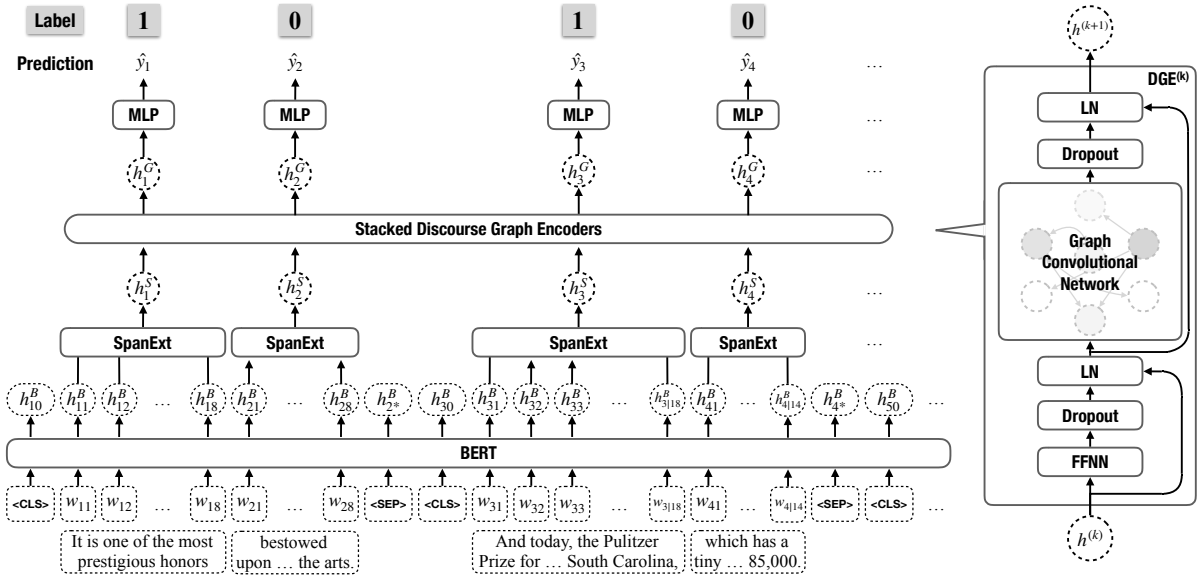 Label 1 0 1 0
Prediction ŷ₁ ŷ₂ ŷ₃ ŷ₄ …
MLP MLP MLP MLP …
h₁ᴳ h₂ᴳ h₃ᴳ h₄ᴳ …
Stacked Discourse Graph Encoders
h₁ˢ h₂ˢ h₃ˢ h₄ˢ …
SpanExt SpanExt SpanExt SpanExt …
h₁₀ᴮ h₁₁ᴮ h₁₂ᴮ … h₁₈ᴮ h₂₁ᴮ … h₂₈ᴮ h₂*ᴮ h₃₀ᴮ h₃₁ᴮ h₃₂ᴮ h₃₃ᴮ … h₃|₁₈ᴮ h₄₁ᴮ … h₄|₁₄ᴮ h₄*ᴮ h₅₀ᴮ …
BERT
<CLS> w₁₁ w₁₂ … w₁₈ w₂₁ … w₂₈ <SEP> <CLS> w₃₁ w₃₂ w₃₃ … w₃|₁₈ w₄₁ … w₄|₁₄ <SEP> <CLS> …
It is one of the most
prestigious honors
bestowed
upon … the arts.
And today, the Pulitzer
Prize for … South Carolina,
which has a
tiny … 85,000.
h⁽ᵏ⁺¹⁾
DGE⁽ᵏ⁾
LN
Dropout
Graph
Convolutional
Network
LN
Dropout
FFNN
h⁽ᵏ⁾